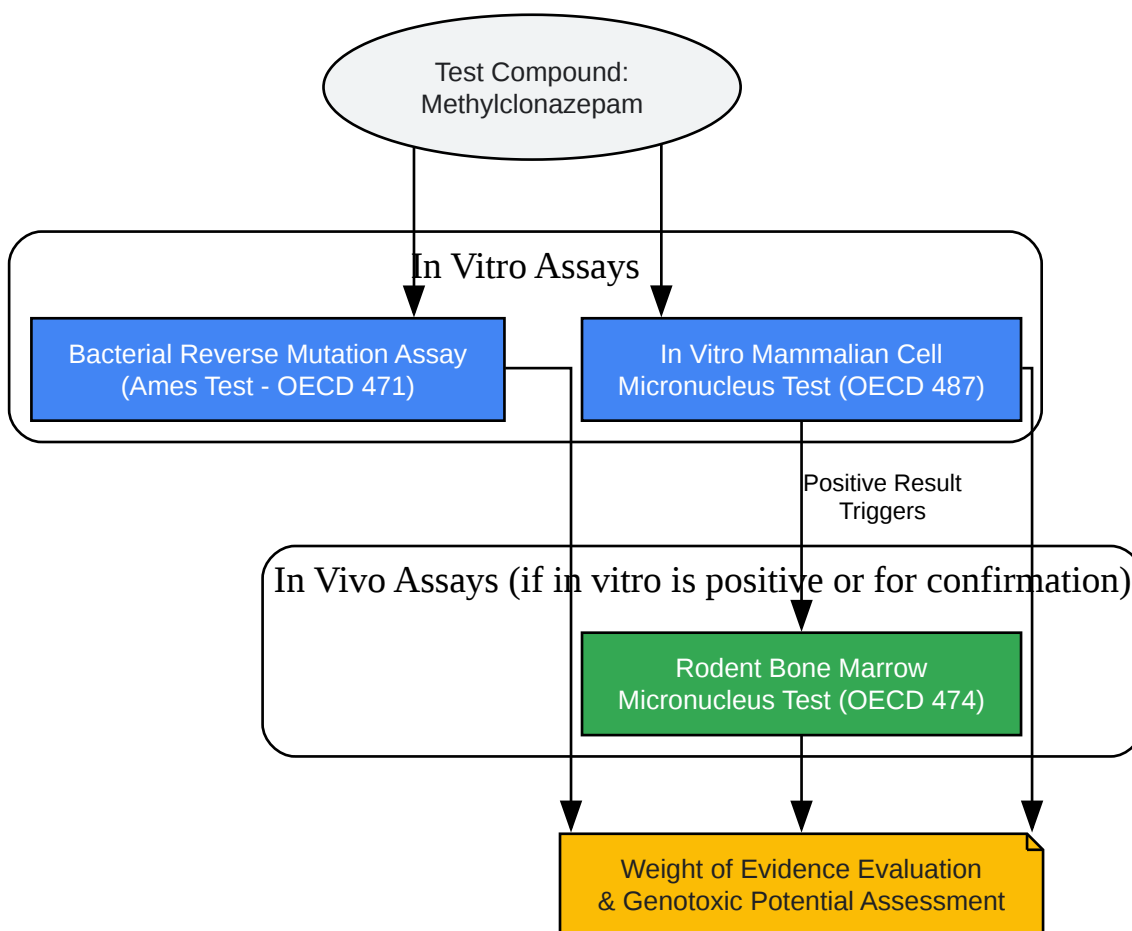 Test Compound:
Methylclonazepam
In Vitro Assays
Bacterial Reverse Mutation Assay
(Ames Test - OECD 471)
In Vitro Mammalian Cell
Micronucleus Test (OECD 487)
Positive Result
Triggers
In Vivo Assays (if in vitro is positive or for confirmation)
Rodent Bone Marrow
Micronucleus Test (OECD 474)
Weight of Evidence Evaluation
& Genotoxic Potential Assessment